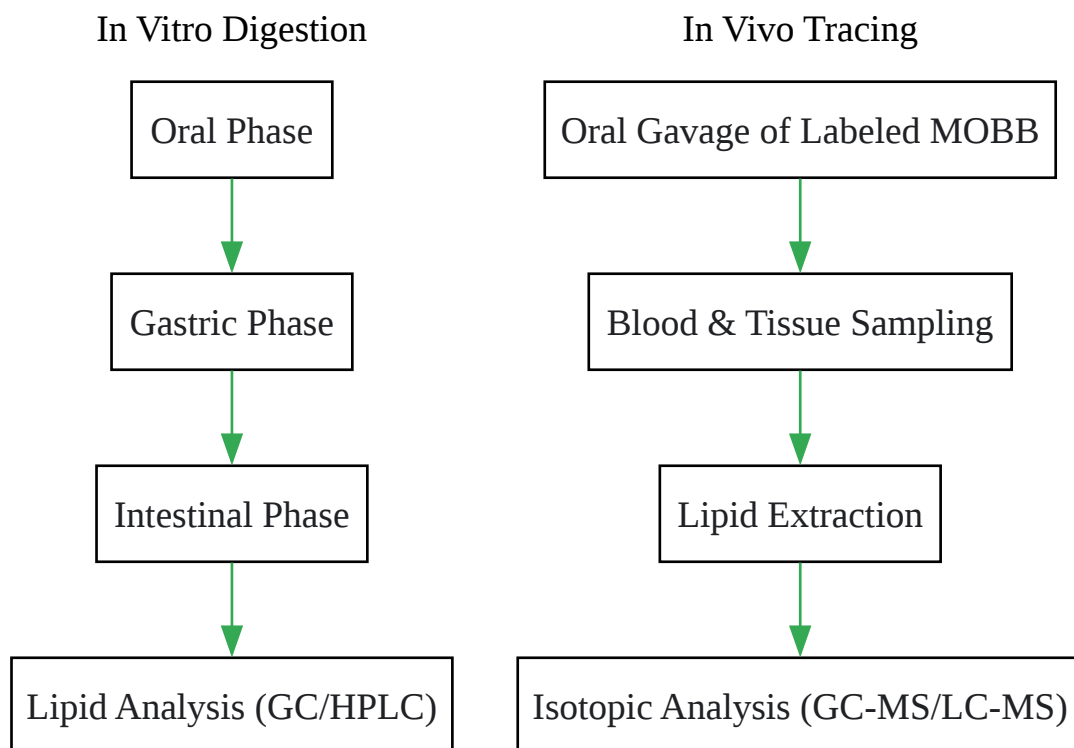 In Vitro Digestion
Oral Phase
Gastric Phase
Intestinal Phase
Lipid Analysis (GC/HPLC)
In Vivo Tracing
Oral Gavage of Labeled MOBB
Blood & Tissue Sampling
Lipid Extraction
Isotopic Analysis (GC-MS/LC-MS)